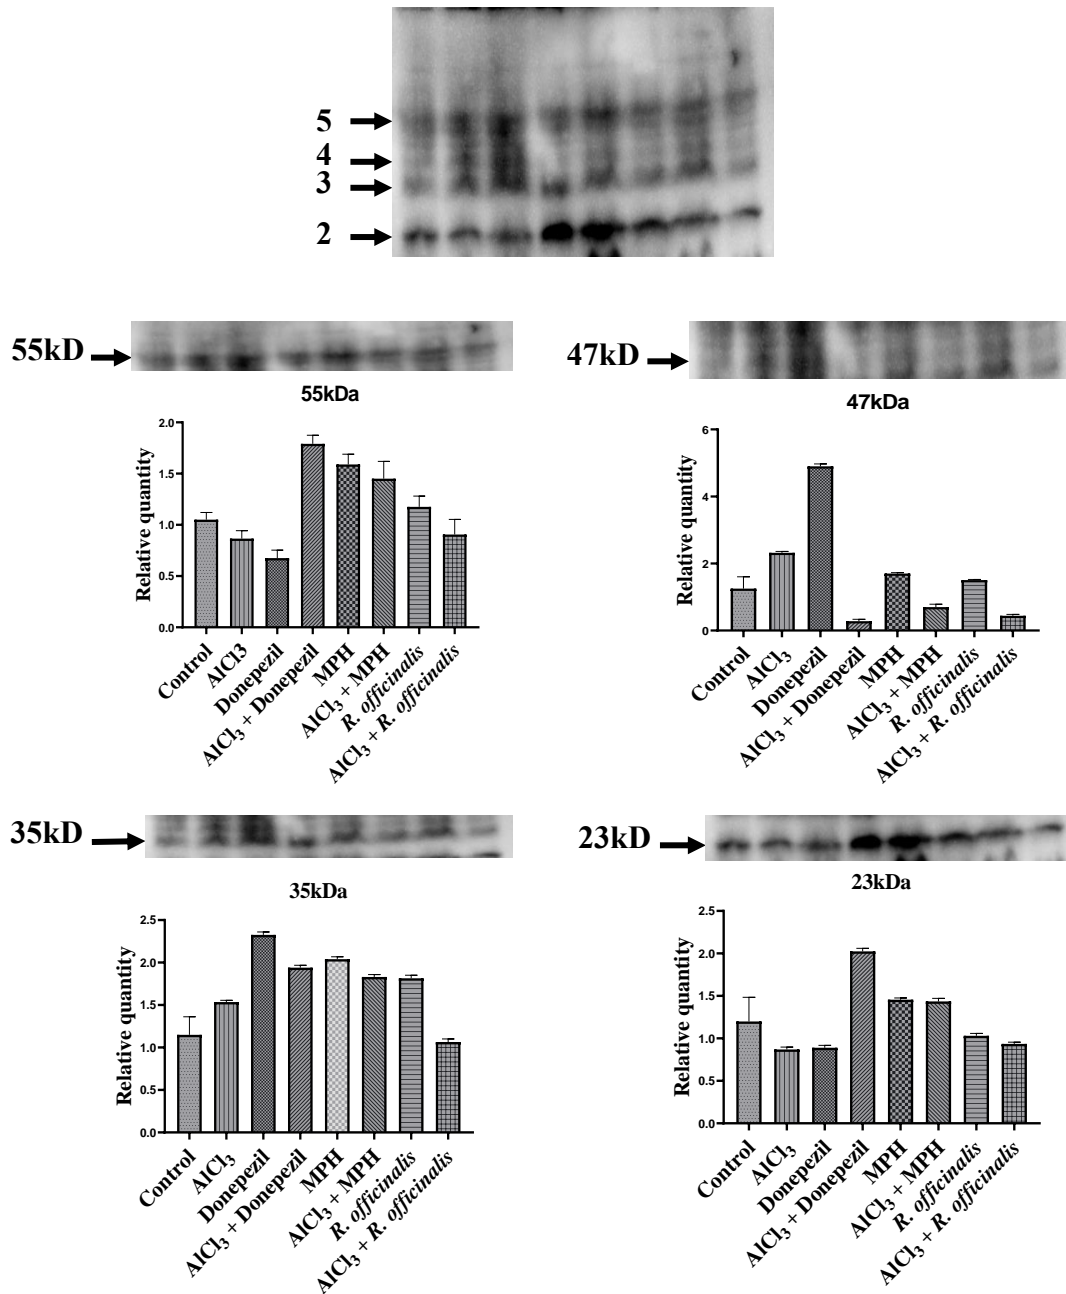 5
4
3
2
55kD
47kD
55kDa
47kDa
Relative quantity
2.0
1.5
1.0
0.5
0.0
Control
AlCl3
Donepezil
AlCl₃ + Donepezil
MPH
AlCl₃ + MPH
R. officinalis
AlCl₃ + R. officinalis
Relative quantity
6
4
2
0
Control
AlCl₃
Donepezil
AlCl₃ + Donepezil
MPH
AlCl₃ + MPH
R. officinalis
AlCl₃ + R. officinalis
35kD
23kD
35kDa
23kDa
Relative quantity
2.5
2.0
1.5
1.0
0.5
0.0
Control
AlCl₃
Donepezil
AlCl₃ + Donepezil
MPH
AlCl₃ + MPH
R. officinalis
AlCl₃ + R. officinalis
Relative quantity
2.5
2.0
1.5
1.0
0.5
0.0
Control
AlCl₃
Donepezil
AlCl₃ + Donepezil
MPH
AlCl₃ + MPH
R. officinalis
AlCl₃ + R. officinalis